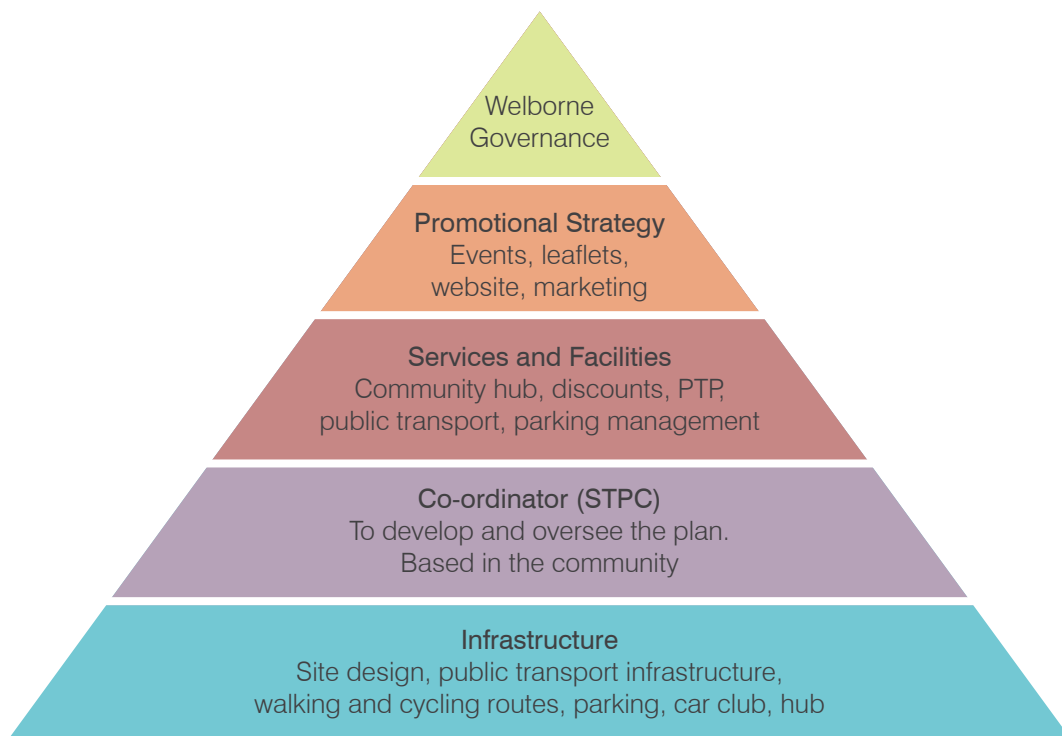 Welborne
Governance
Promotional Strategy
Events, leaflets,
website, marketing
Services and Facilities
Community hub, discounts, PTP,
public transport, parking management
Co-ordinator (STPC)
To develop and oversee the plan.
Based in the community
Infrastructure
Site design, public transport infrastructure,
walking and cycling routes, parking, car club, hub